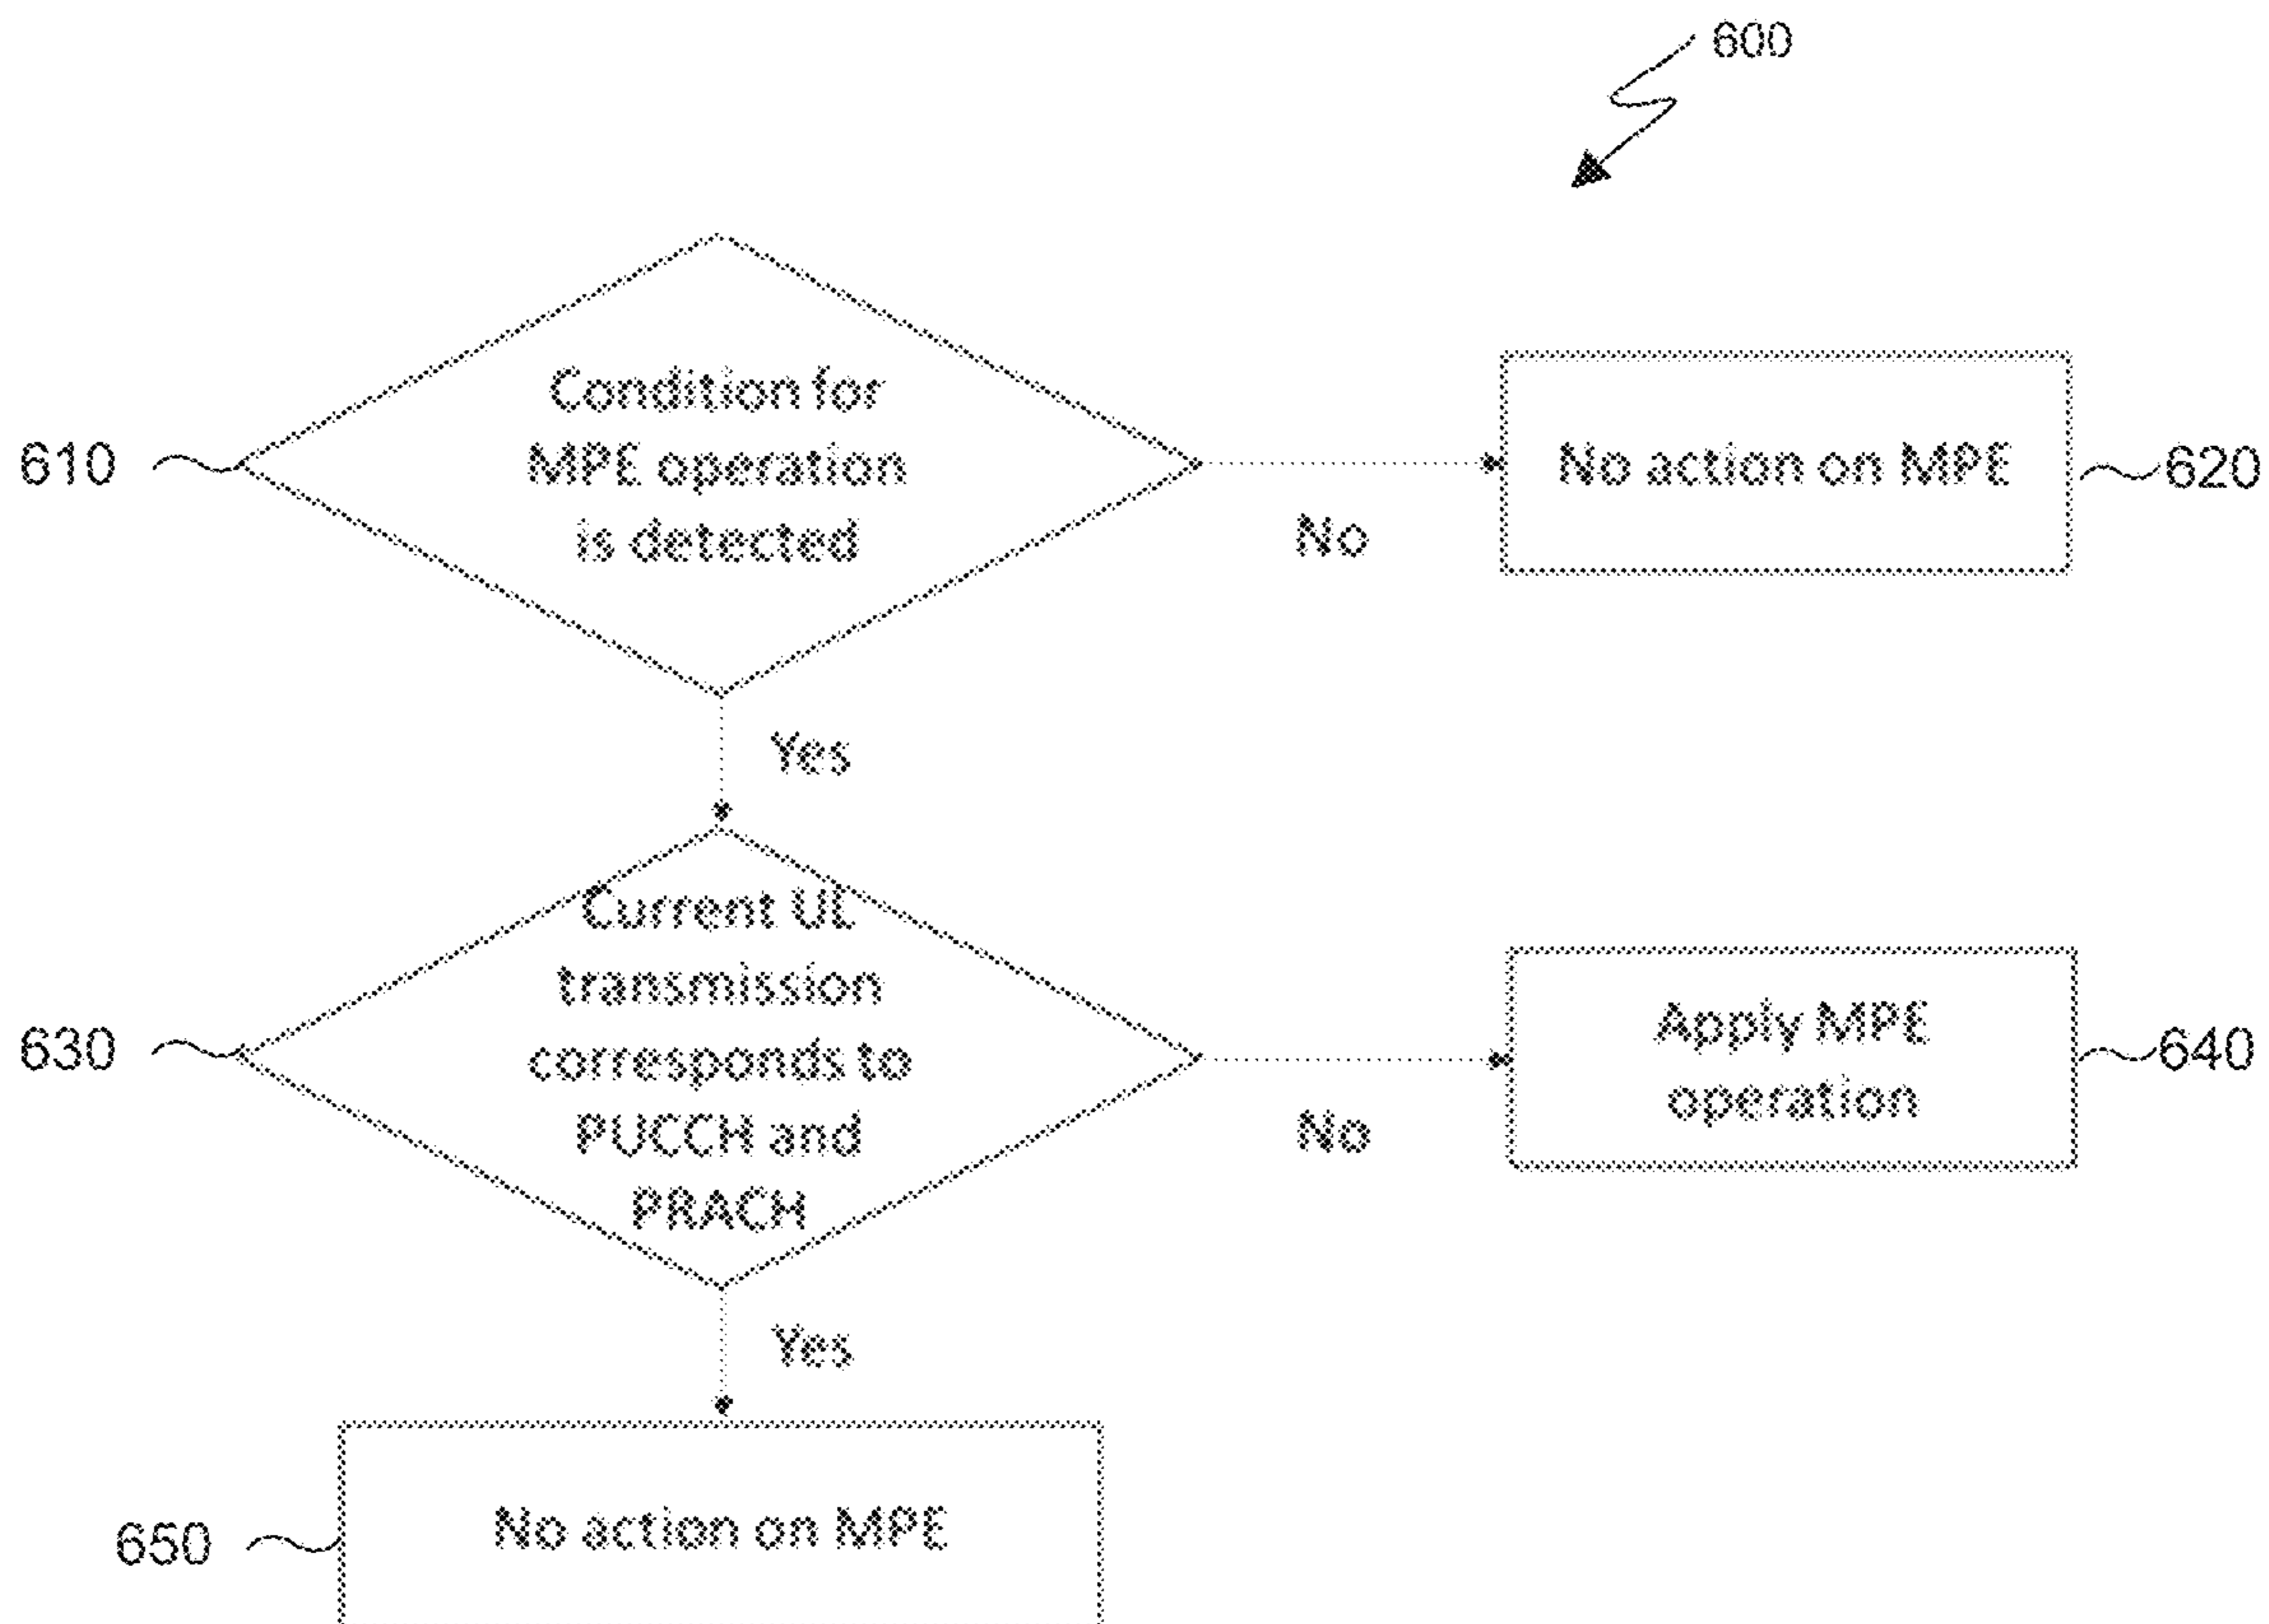 600
Condition for
MPE operation
is detected
610
No
No action on MPE
620
Yes
Current UL
transmission
corresponds to
PUCCH and
PRACH
630
No
Apply MPE
operation
640
Yes
No action on MPE
650